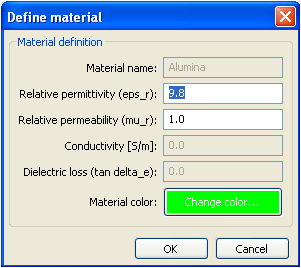 Define material
Material definition
Material name: Alumina
Relative permittivity (eps_r): 9.8
Relative permeability (mu_r): 1.0
Conductivity [S/m]: 0.0
Dielectric loss (tan delta_e): 0.0
Material color: Change color...
OK Cancel